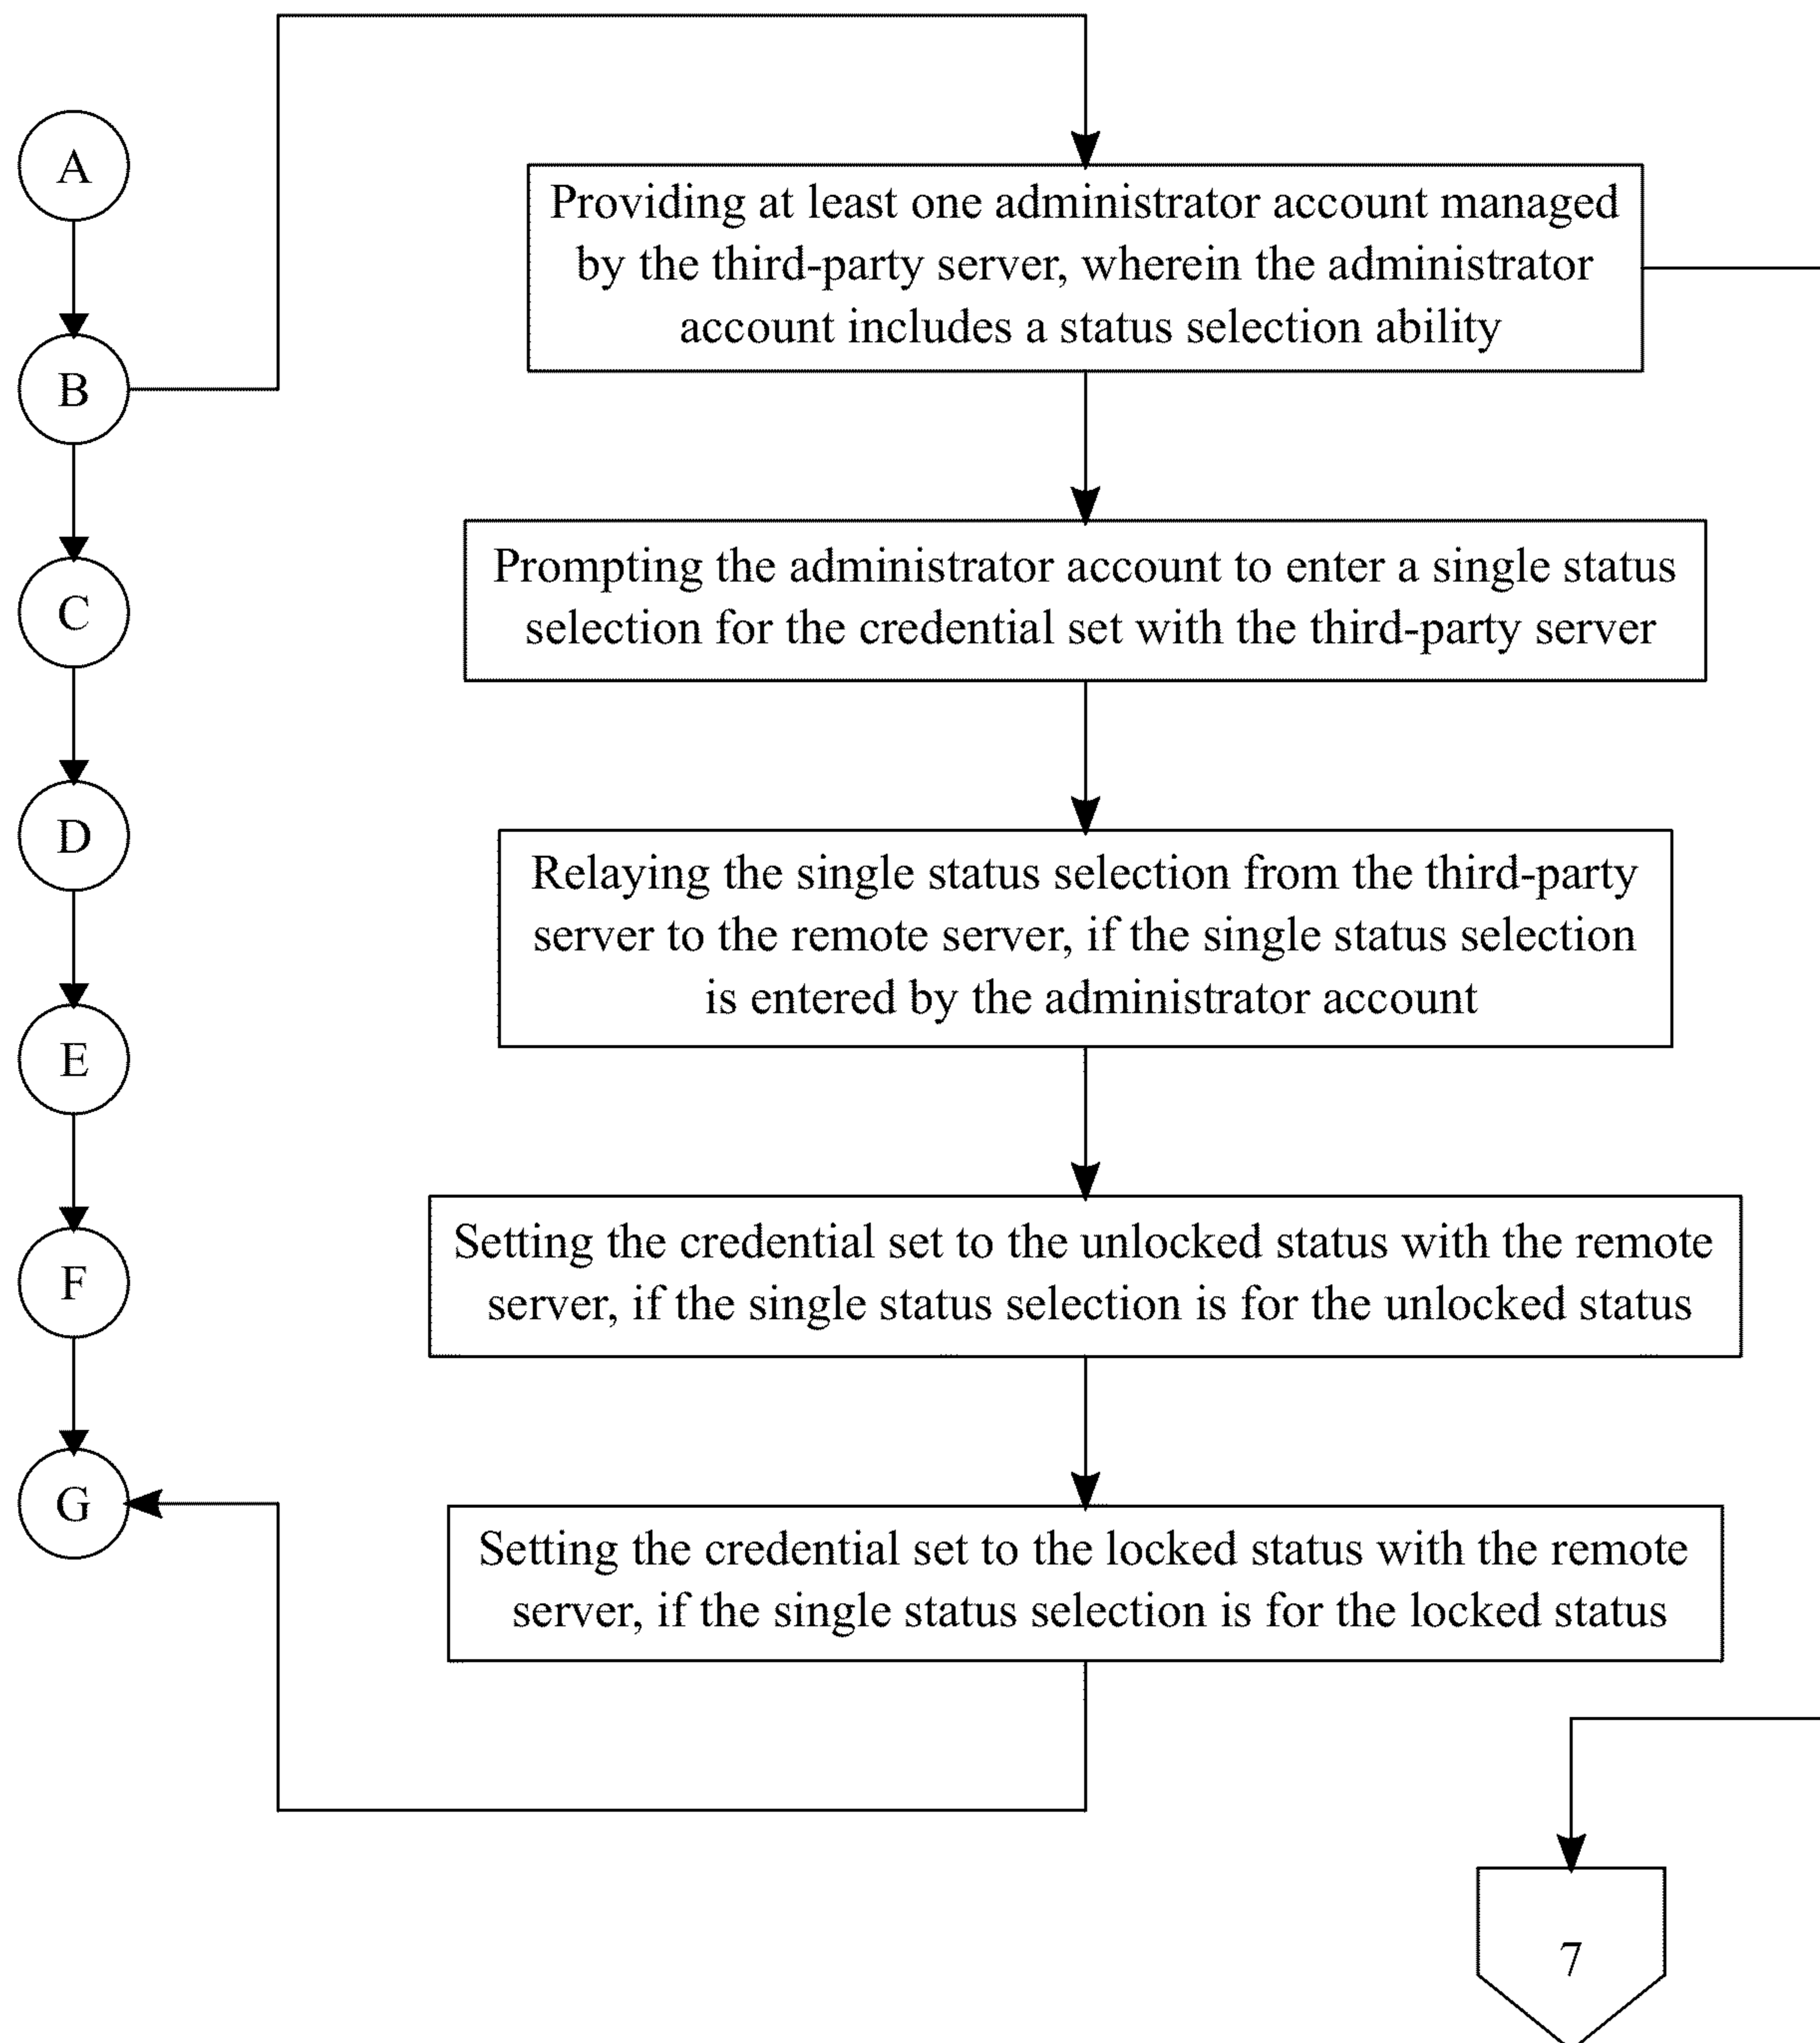 A
B
C
D
E
F
G
Providing at least one administrator account managed
by the third-party server, wherein the administrator
account includes a status selection ability
Prompting the administrator account to enter a single status
selection for the credential set with the third-party server
Relaying the single status selection from the third-party
server to the remote server, if the single status selection
is entered by the administrator account
Setting the credential set to the unlocked status with the remote
server, if the single status selection is for the unlocked status
Setting the credential set to the locked status with the remote
server, if the single status selection is for the locked status
7